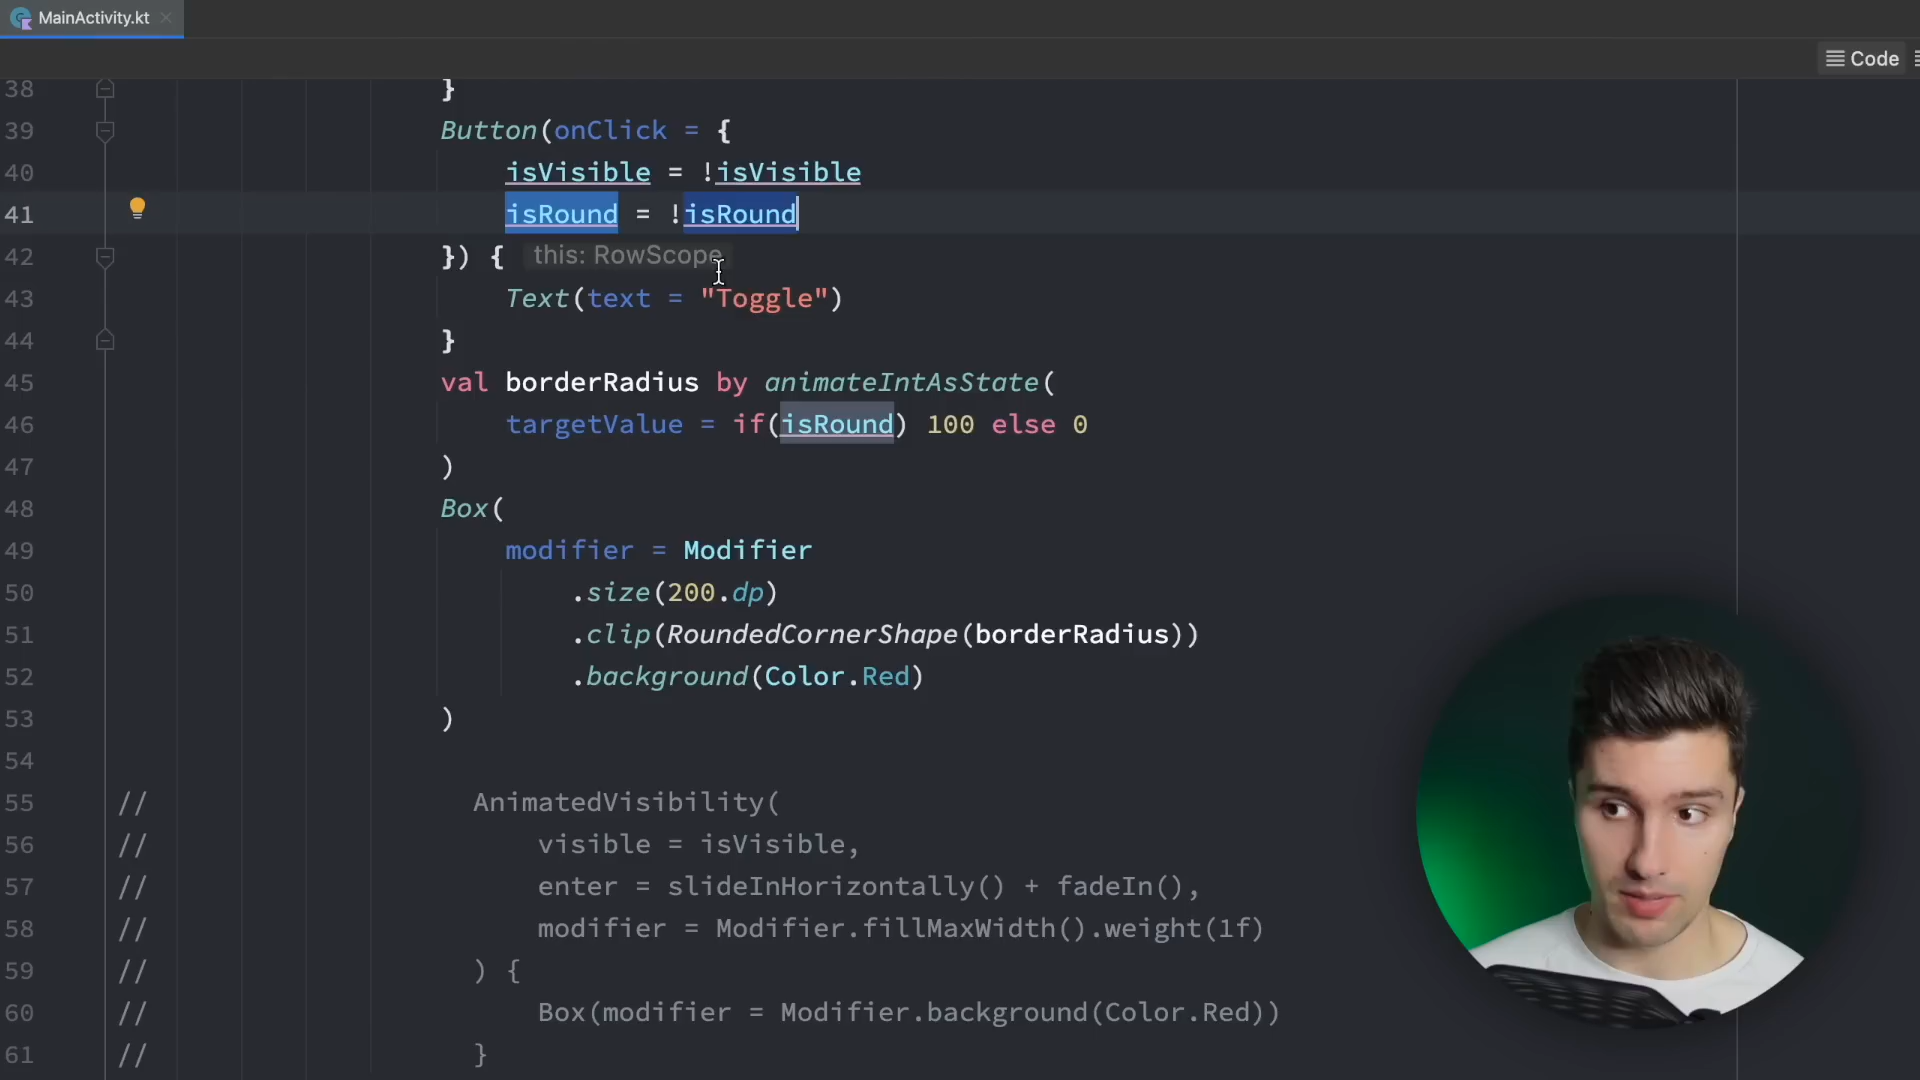 MainActivity.kt
Code
38 }
39 Button(onClick = {
40 isVisible = !isVisible
41 isRound = !isRound
42 }) { this: RowScope
43 Text(text = "Toggle")
44 }
45 val borderRadius by animateIntAsState(
46 targetValue = if(isRound) 100 else 0
47 )
48 Box(
49 modifier = Modifier
50 .size(200.dp)
51 .clip(RoundedCornerShape(borderRadius))
52 .background(Color.Red)
53 )
54
55 // AnimatedVisibility(
56 // visible = isVisible,
57 // enter = slideInHorizontally() + fadeIn(),
58 // modifier = Modifier.fillMaxWidth().weight(1f)
59 // ) {
60 // Box(modifier = Modifier.background(Color.Red))
61 // }